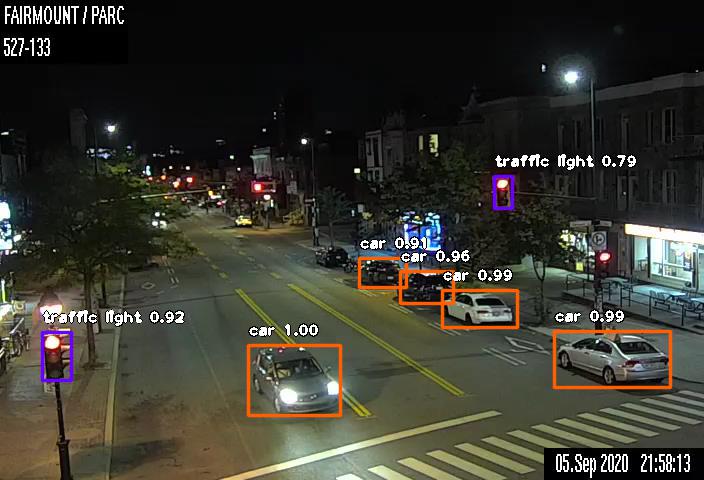 FAIRMOUNT / PARC
527-133
traffic light 0.79
car 0.91
car 0.96
car 0.99
car 0.99
traffic light 0.92
car 1.00
05.Sep 2020 21:58:13